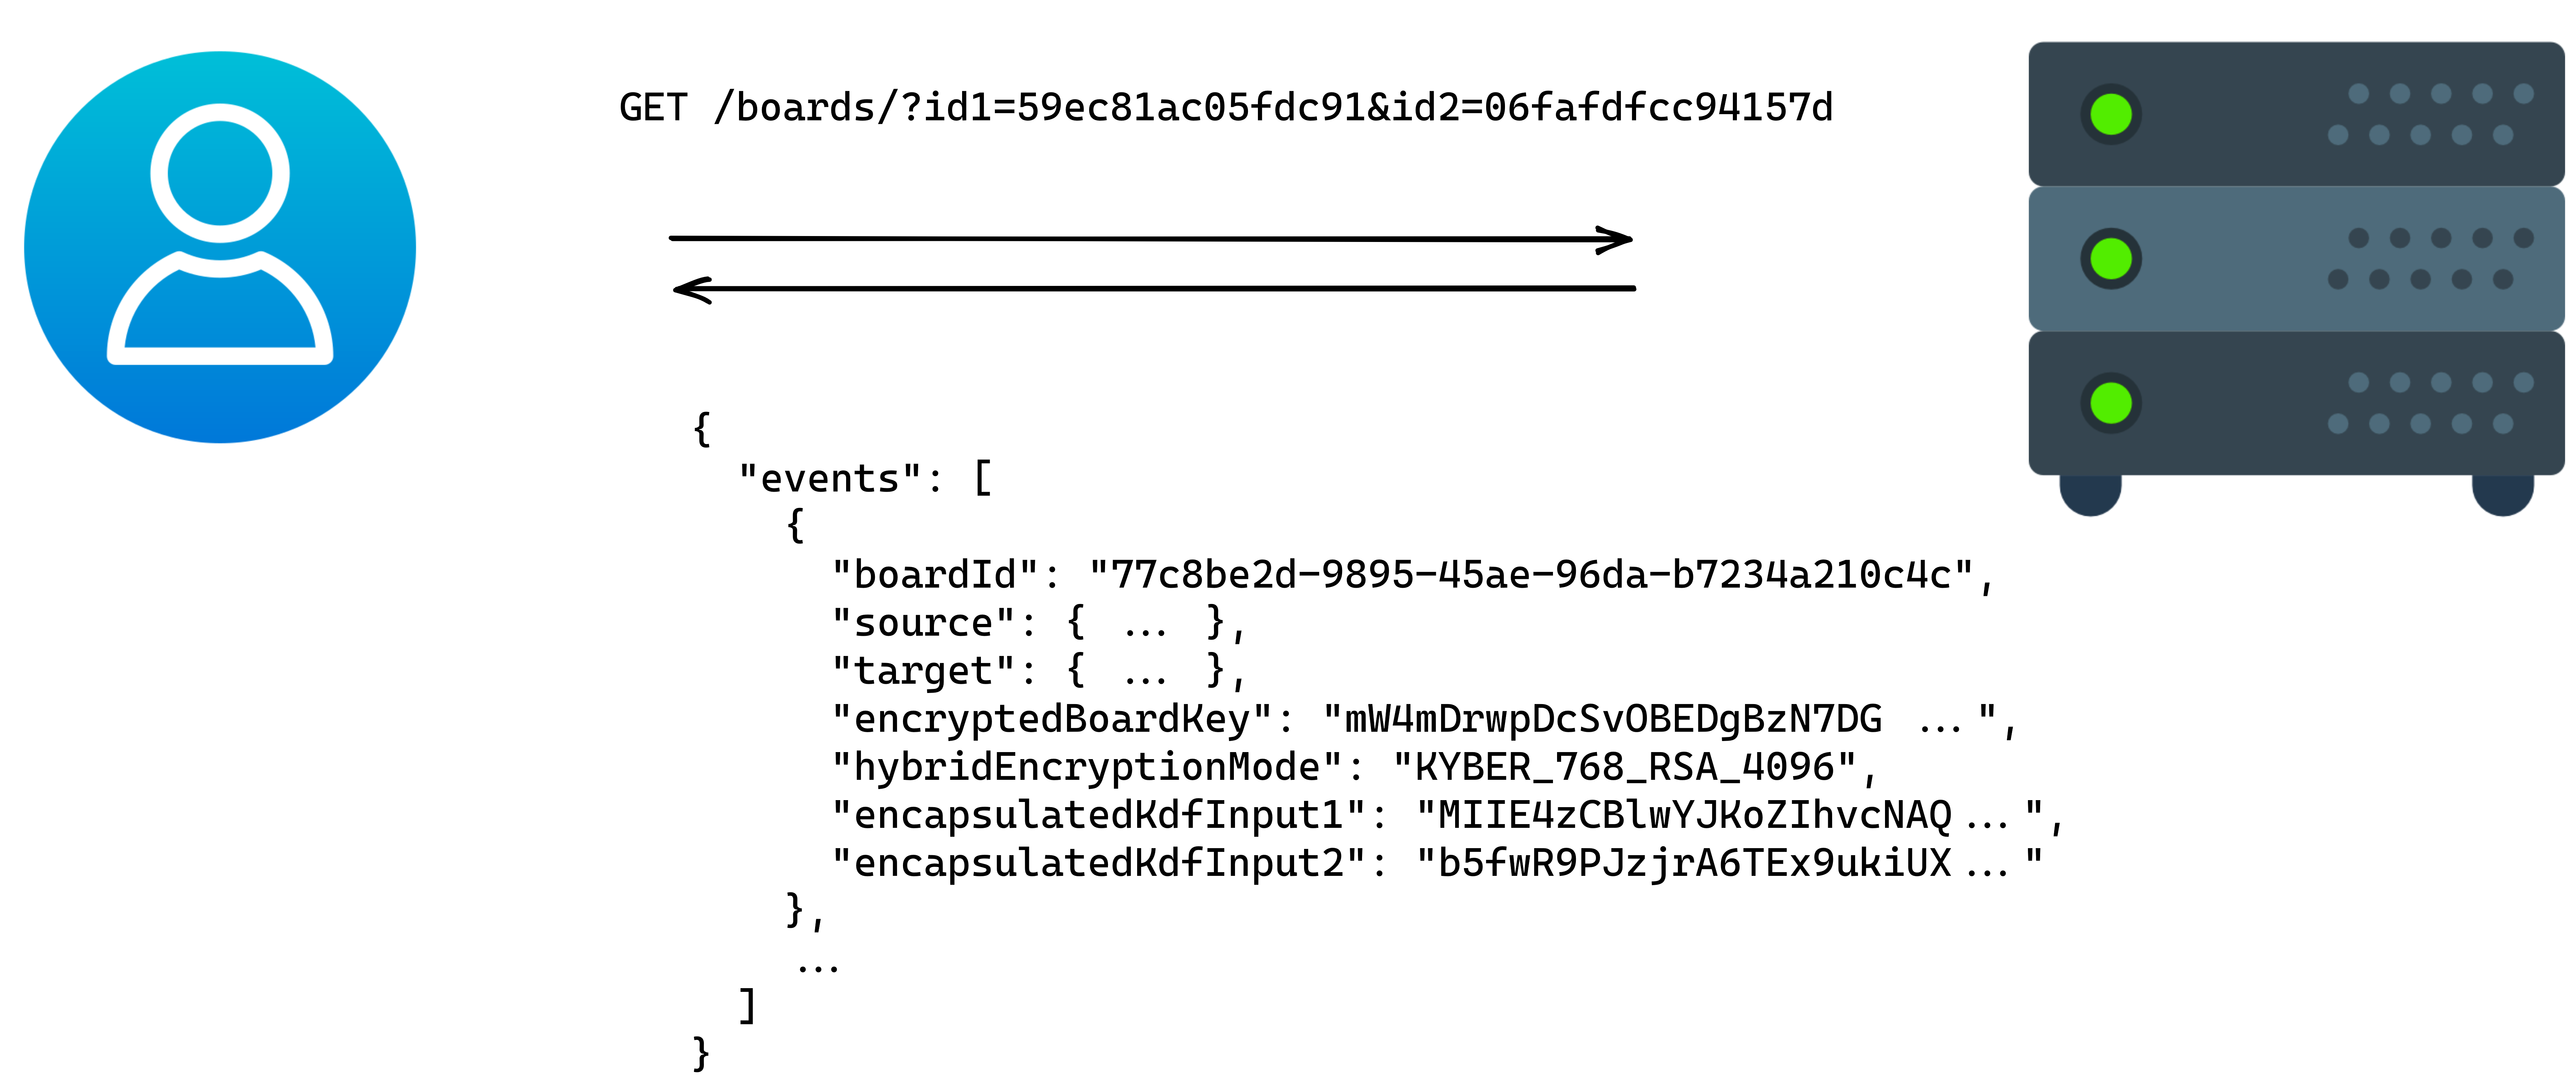 GET /boards/?id1=59ec81ac05fdc91&id2=06fafdfcc94157d
{
"events": [
{
"boardId": "77c8be2d-9895-45ae-96da-b7234a210c4c",
"source": { ... },
"target": { ... },
"encryptedBoardKey": "mW4mDrwpDcSvOBEDgBzN7DG ...",
"hybridEncryptionMode": "KYBER_768_RSA_4096",
"encapsulatedKdfInput1": "MIIE4zCBlwYJKoZIhvcNAQ...",
"encapsulatedKdfInput2": "b5fwR9PJzjrA6TEx9ukiUX..."
},
...
]
}